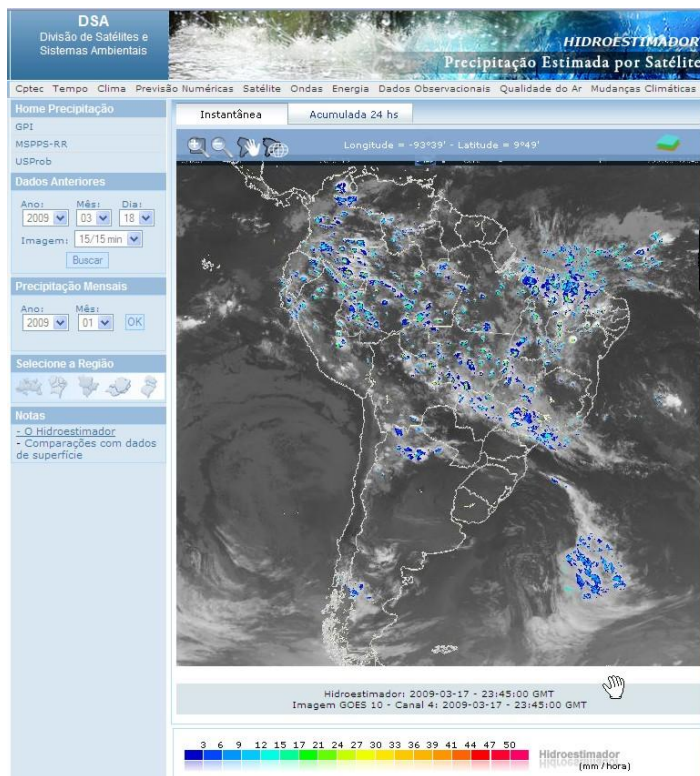 DSA
Divisão de Satélites e
Sistemas Ambientais
HIDROESTIMADOR
Precipitação Estimada por Satélite
Cptec Tempo Clima Previsão Numéricas Satélite Ondas Energia Dados Observacionais Qualidade do Ar Mudanças Climáticas
Home Precipitação
GPI
MSPPS-RR
USProb
Dados Anteriores
Ano: Mês: Dia:
2009 03 18
Imagem: 15/15 min
Buscar
Precipitação Mensais
Ano: Mês:
2009 01 OK
Selecione a Região
Notas
- O Hidroestimador
- Comparações com dados
de superfície
Instantânea Acumulada 24 hs
Longitude = -93°39' - Latitude = 9°49'
Hidroestimador: 2009-03-17 - 23:45:00 GMT
Imagem GOES 10 - Canal 4: 2009-03-17 - 23:45:00 GMT
3 6 9 12 15 17 21 24 27 30 33 36 39 41 44 47 50
Hidroestimador
(mm / hora)